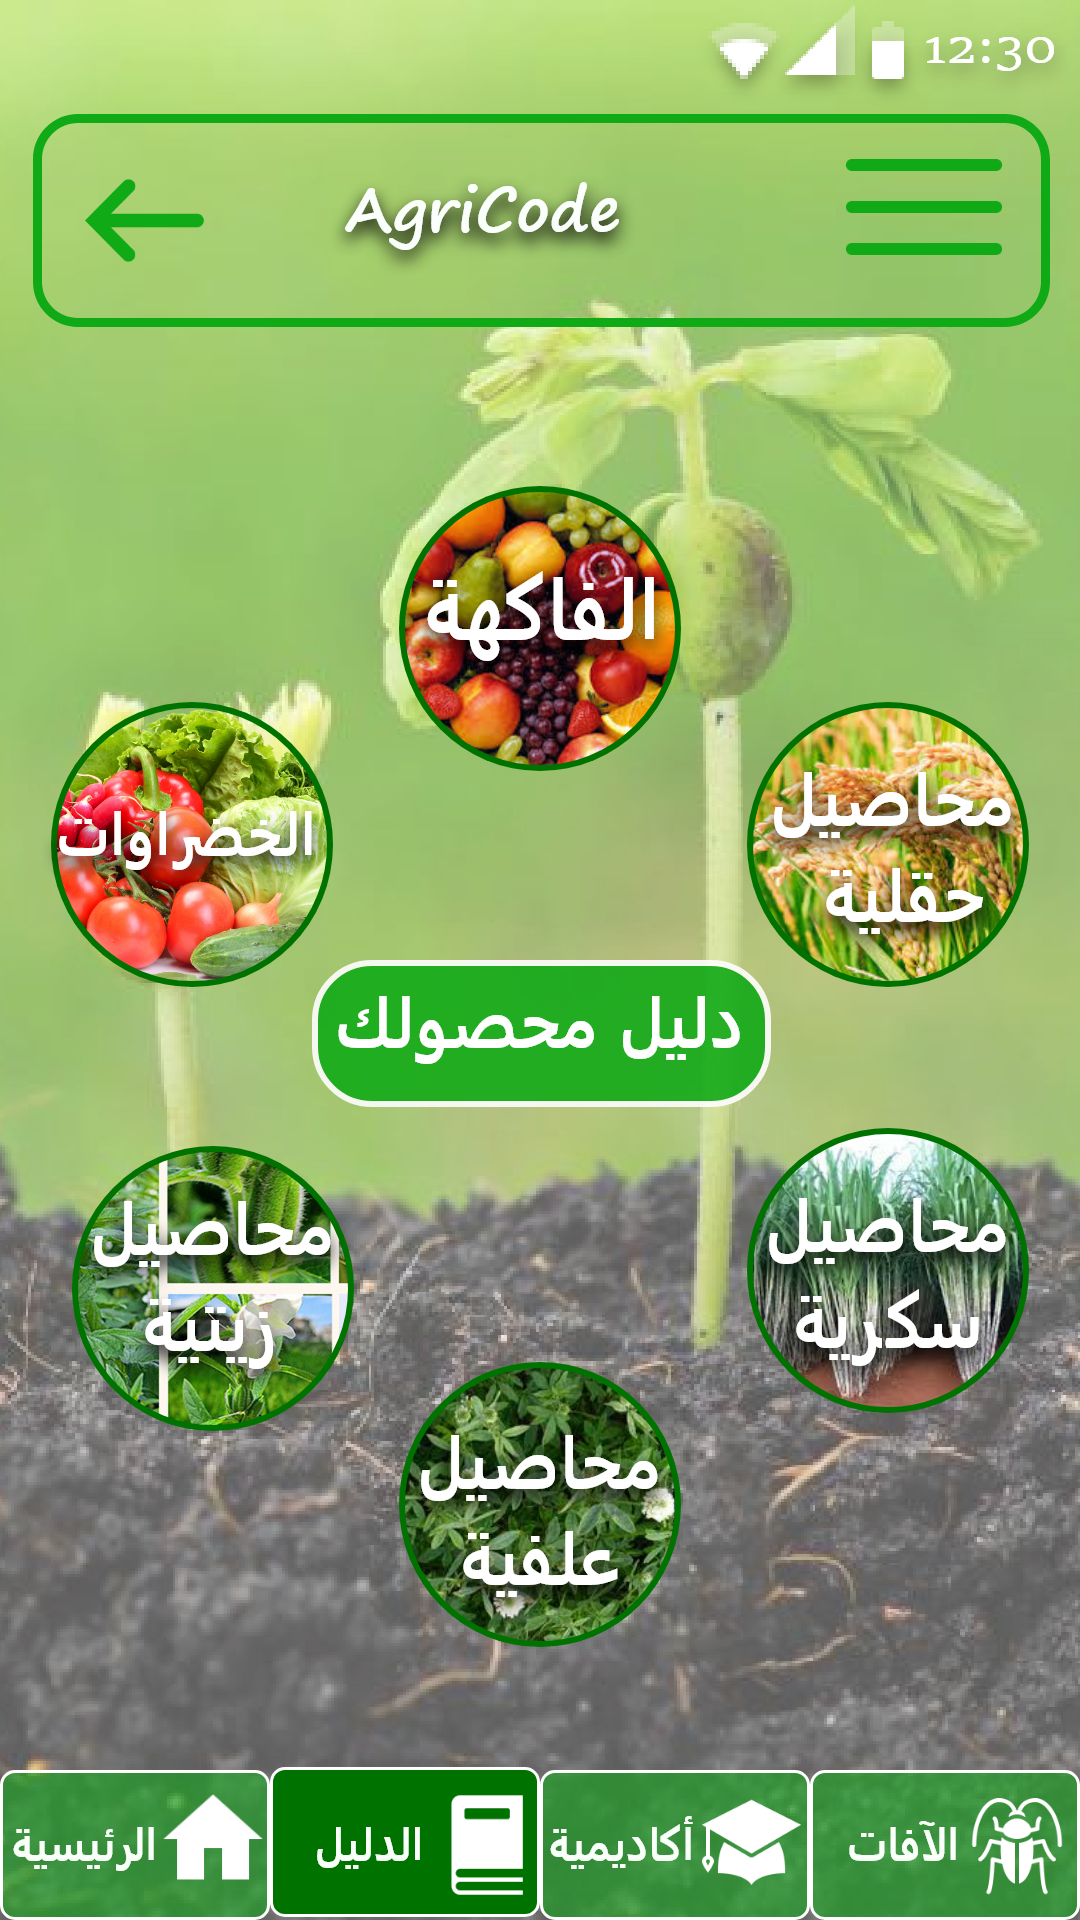 12:30
AgriCode
الفاكهة
محاصيل
حقلية
الخضراوات
دليل محصولك
محاصيل
سكرية
محاصيل
زيتية
محاصيل
علفية
الآفات
أكاديمية
الدليل
الرئيسية